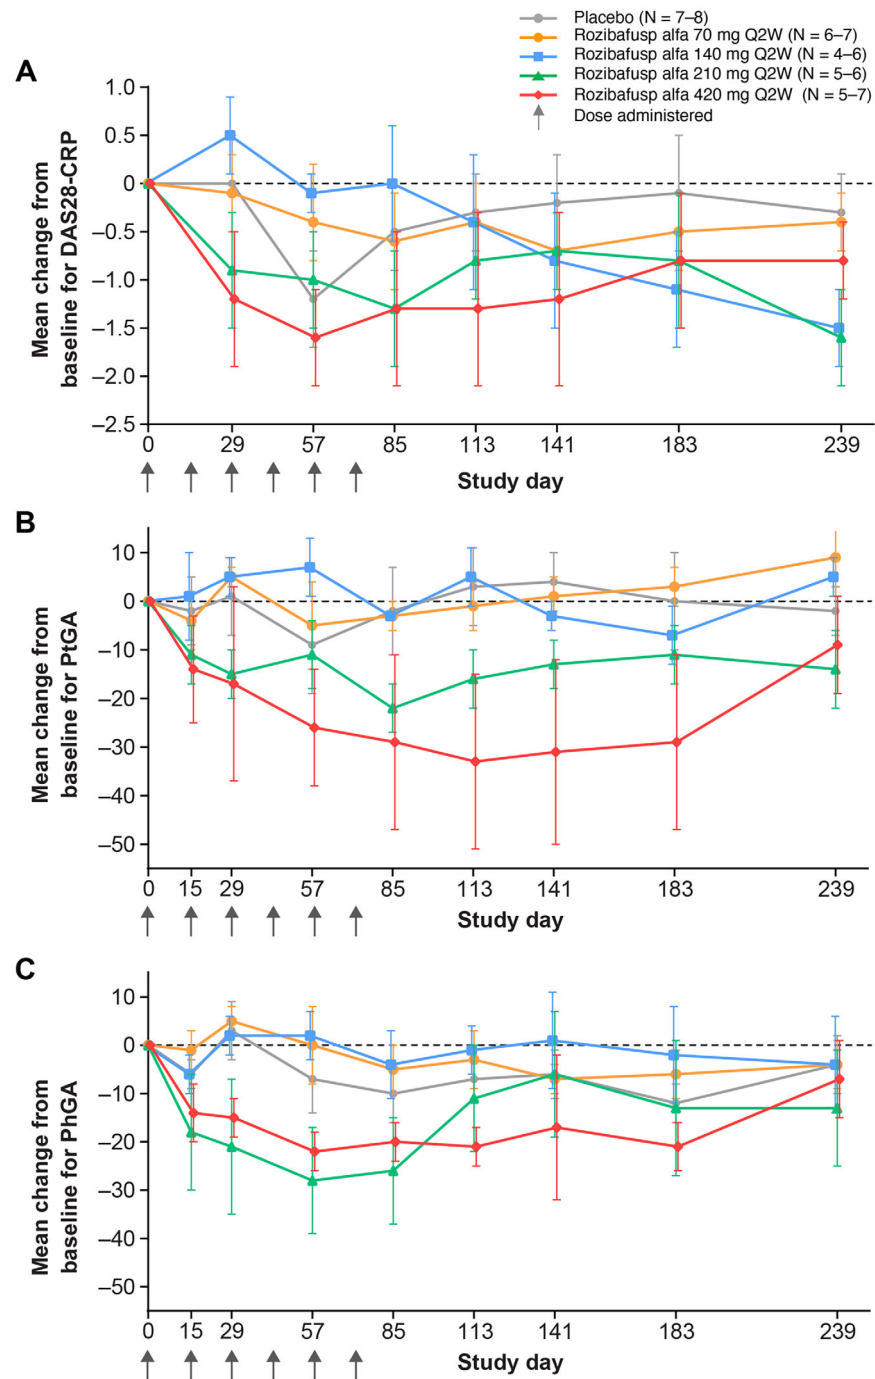 Placebo (N = 7–8)
Rozibafusp alfa 70 mg Q2W (N = 6–7)
Rozibafusp alfa 140 mg Q2W (N = 4–6)
Rozibafusp alfa 210 mg Q2W (N = 5–6)
Rozibafusp alfa 420 mg Q2W (N = 5–7)
Dose administered
A
Mean change from
baseline for DAS28-CRP
1.0
0.5
0
–0.5
–1.0
–1.5
–2.0
–2.5
0 29 57 85 113 141 183 239
Study day
B
Mean change from
baseline for PtGA
10
0
–10
–20
–30
–40
–50
0 15 29 57 85 113 141 183 239
Study day
C
Mean change from
baseline for PhGA
10
0
–10
–20
–30
–40
–50
0 15 29 57 85 113 141 183 239
Study day